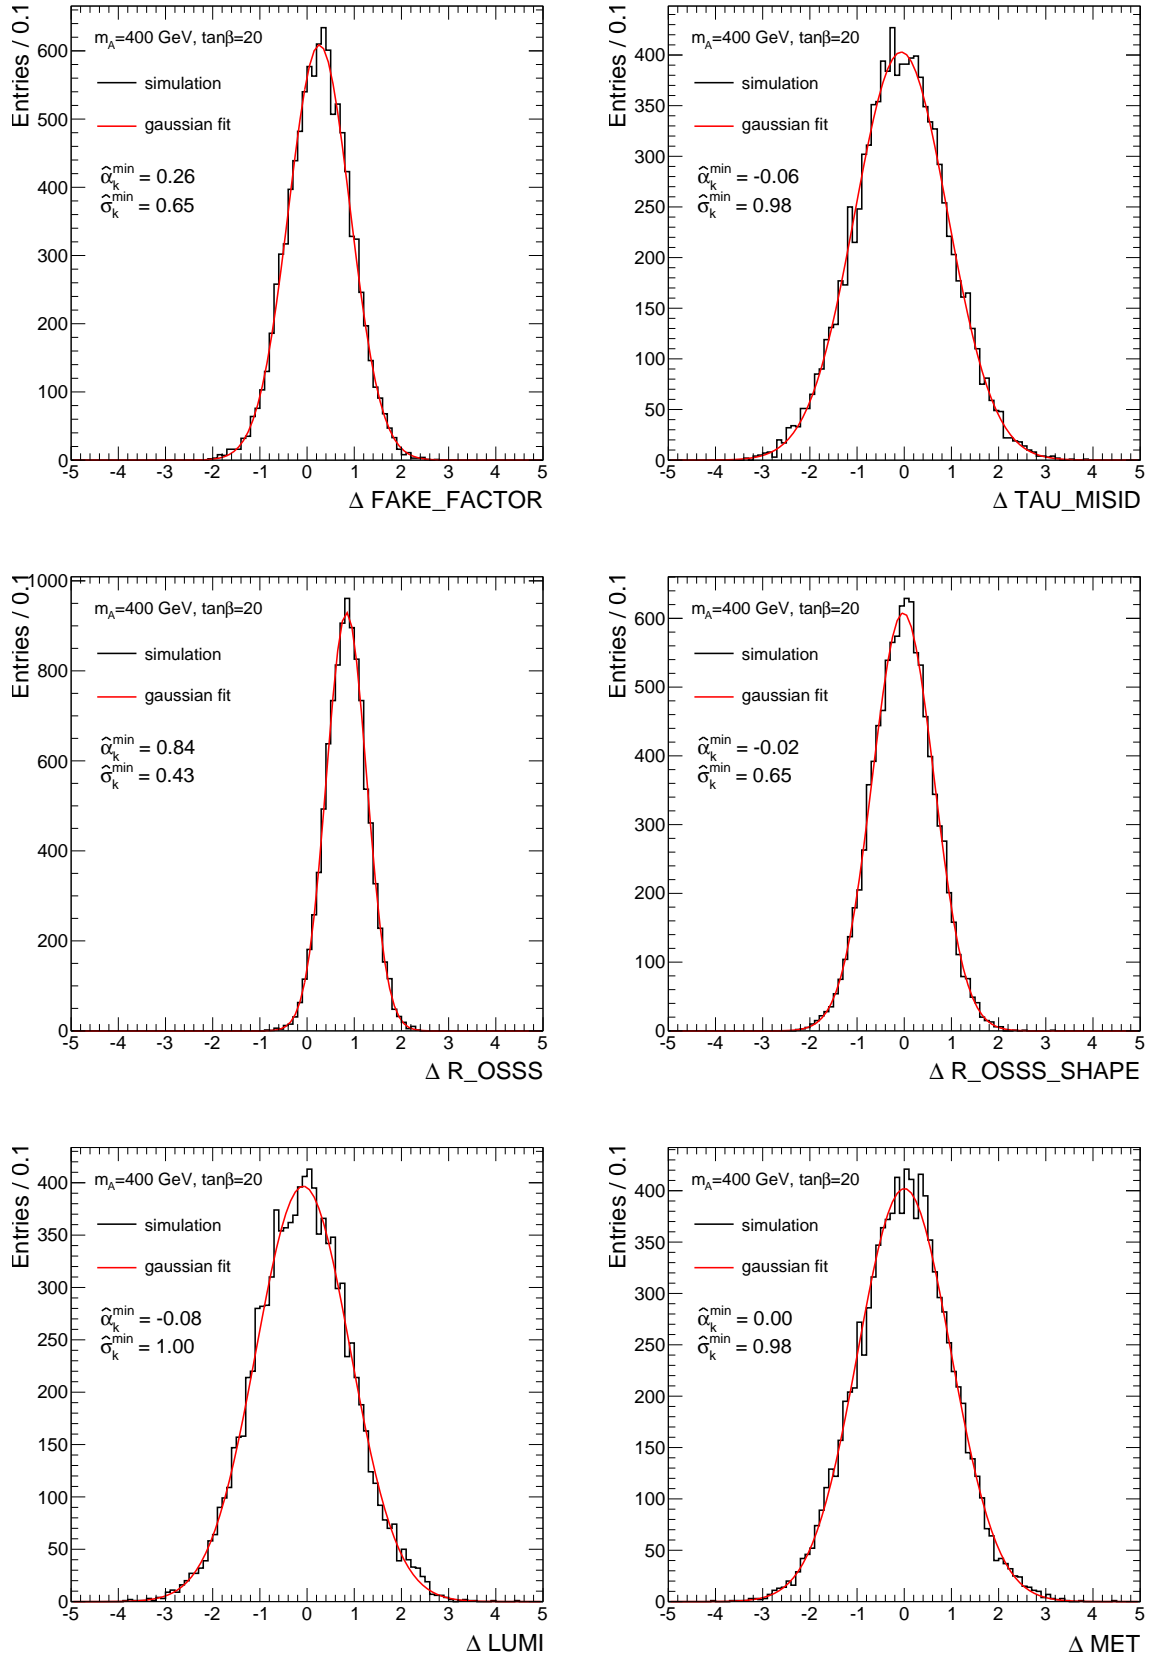 Entries / 0.1
m_A=400 GeV, tanβ=20
simulation
gaussian fit
α̂_k^min = 0.26
σ̂_k^min = 0.65
600
500
400
300
200
100
0
-5 -4 -3 -2 -1 0 1 2 3 4 5
Δ FAKE_FACTOR
Entries / 0.1
m_A=400 GeV, tanβ=20
simulation
gaussian fit
α̂_k^min = -0.06
σ̂_k^min = 0.98
400
350
300
250
200
150
100
50
0
-5 -4 -3 -2 -1 0 1 2 3 4 5
Δ TAU_MISID
Entries / 0.1
m_A=400 GeV, tanβ=20
simulation
gaussian fit
α̂_k^min = 0.84
σ̂_k^min = 0.43
1000
800
600
400
200
0
-5 -4 -3 -2 -1 0 1 2 3 4 5
Δ R_OSSS
Entries / 0.1
m_A=400 GeV, tanβ=20
simulation
gaussian fit
α̂_k^min = -0.02
σ̂_k^min = 0.65
600
500
400
300
200
100
0
-5 -4 -3 -2 -1 0 1 2 3 4 5
Δ R_OSSS_SHAPE
Entries / 0.1
m_A=400 GeV, tanβ=20
simulation
gaussian fit
α̂_k^min = -0.08
σ̂_k^min = 1.00
400
350
300
250
200
150
100
50
0
-5 -4 -3 -2 -1 0 1 2 3 4 5
Δ LUMI
Entries / 0.1
m_A=400 GeV, tanβ=20
simulation
gaussian fit
α̂_k^min = 0.00
σ̂_k^min = 0.98
400
350
300
250
200
150
100
50
0
-5 -4 -3 -2 -1 0 1 2 3 4 5
Δ MET